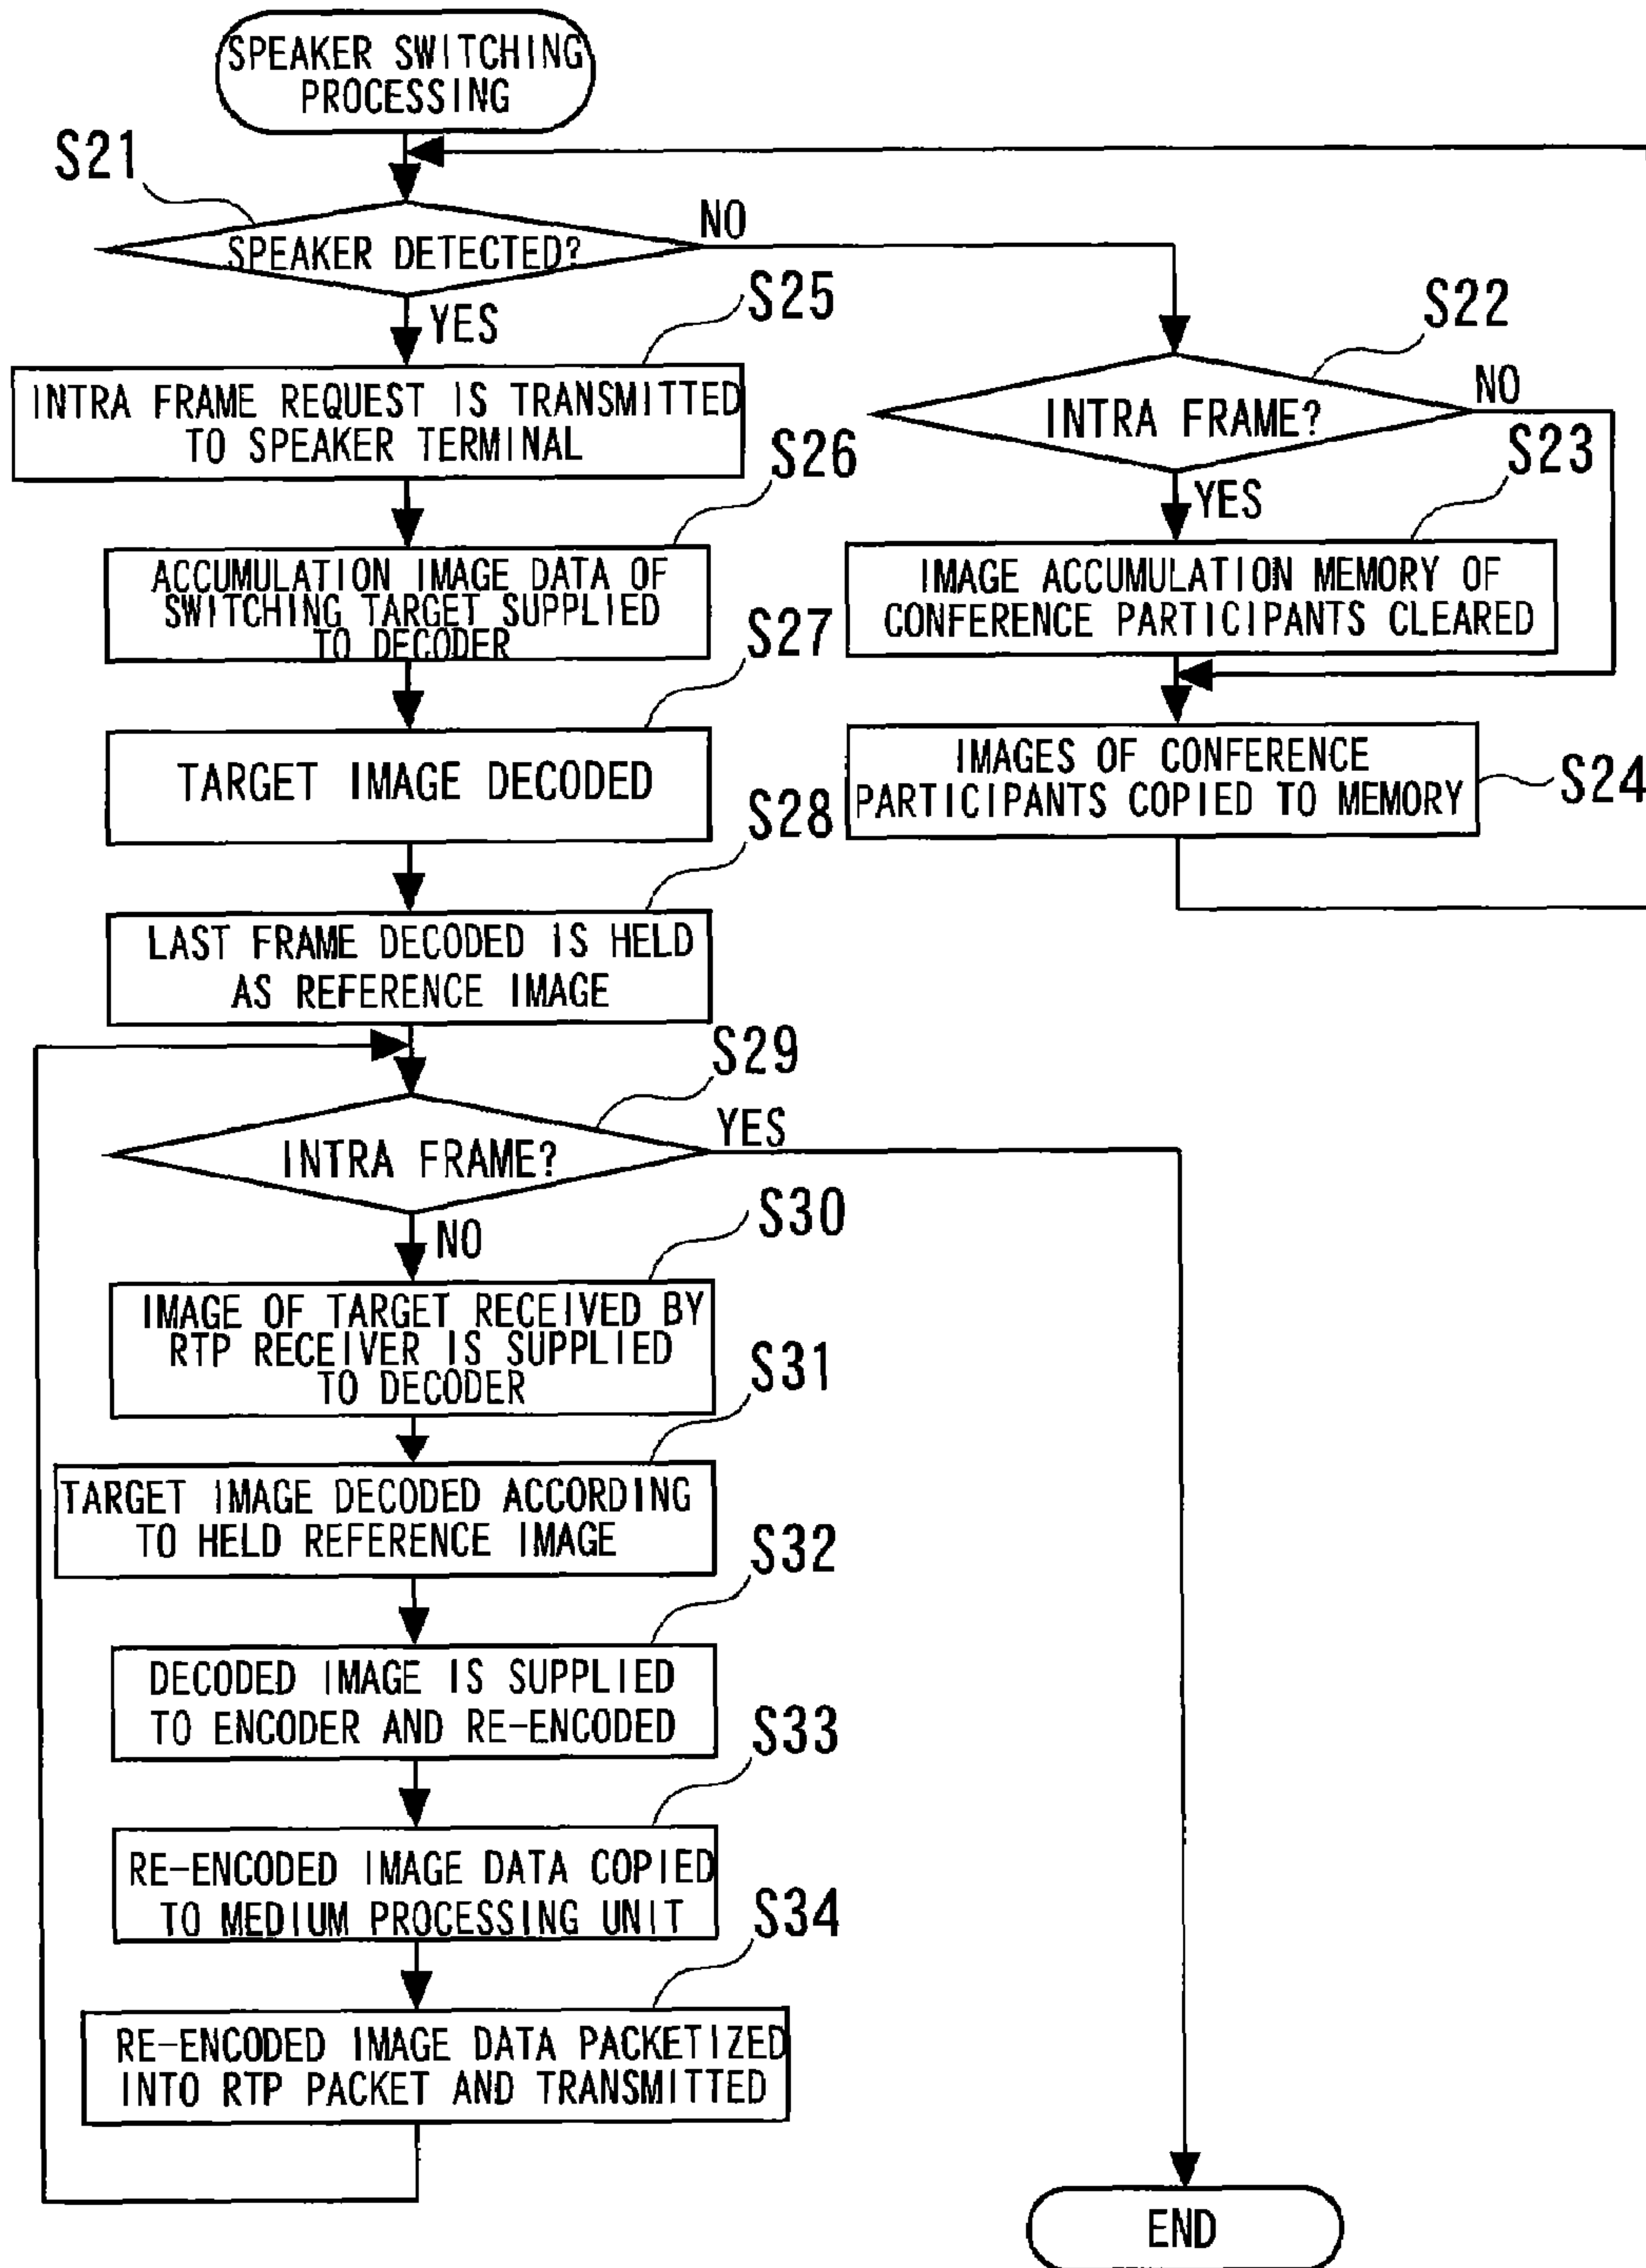 SPEAKER SWITCHING
PROCESSING
S21
SPEAKER DETECTED?
NO
YES
S25
INTRA FRAME REQUEST IS TRANSMITTED
TO SPEAKER TERMINAL
S22
INTRA FRAME?
NO
YES
S23
IMAGE ACCUMULATION MEMORY OF
CONFERENCE PARTICIPANTS CLEARED
S24
IMAGES OF CONFERENCE
PARTICIPANTS COPIED TO MEMORY
S26
ACCUMULATION IMAGE DATA OF
SWITCHING TARGET SUPPLIED
TO DECODER
S27
TARGET IMAGE DECODED
S28
LAST FRAME DECODED IS HELD
AS REFERENCE IMAGE
S29
INTRA FRAME?
YES
NO
S30
IMAGE OF TARGET RECEIVED BY
RTP RECEIVER IS SUPPLIED
TO DECODER
S31
TARGET IMAGE DECODED ACCORDING
TO HELD REFERENCE IMAGE
S32
DECODED IMAGE IS SUPPLIED
TO ENCODER AND RE-ENCODED
S33
RE-ENCODED IMAGE DATA COPIED
TO MEDIUM PROCESSING UNIT
S34
RE-ENCODED IMAGE DATA PACKETIZED
INTO RTP PACKET AND TRANSMITTED
END